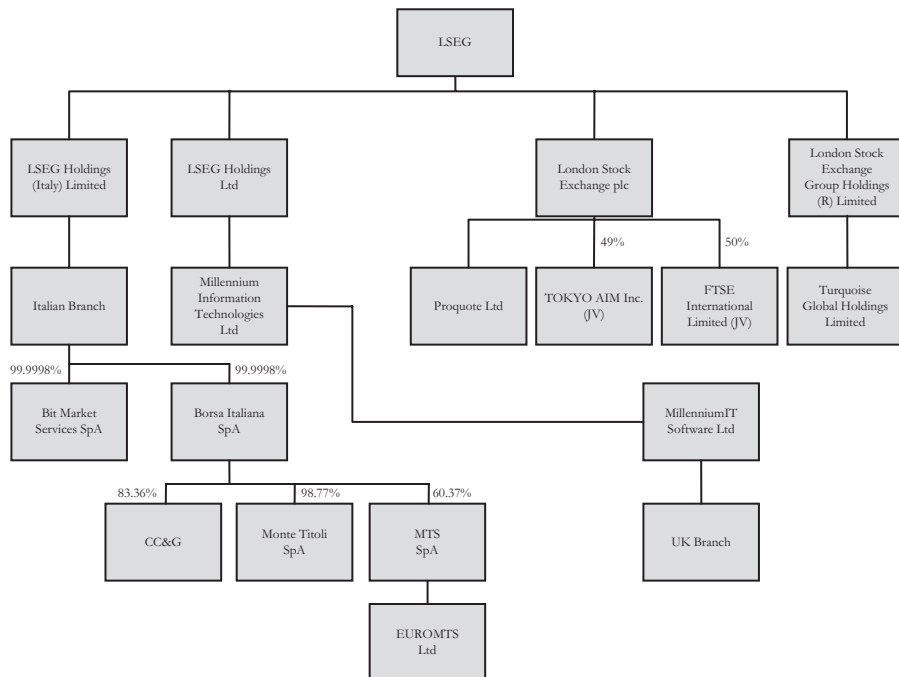 LSEG
LSEG Holdings
(Italy) Limited
LSEG Holdings
Ltd
London Stock
Exchange plc
London Stock
Exchange
Group Holdings
(R) Limited
49%
50%
Italian Branch
Millennium
Information
Technologies
Ltd
Proquote Ltd
TOKYO AIM Inc.
(JV)
FTSE
International
Limited (JV)
Turquoise
Global Holdings
Limited
99.9998%
99.9998%
Bit Market
Services SpA
Borsa Italiana
SpA
MillenniumIT
Software Ltd
83.36%
98.77%
60.37%
CC&G
Monte Titoli
SpA
MTS
SpA
UK Branch
EUROMTS
Ltd